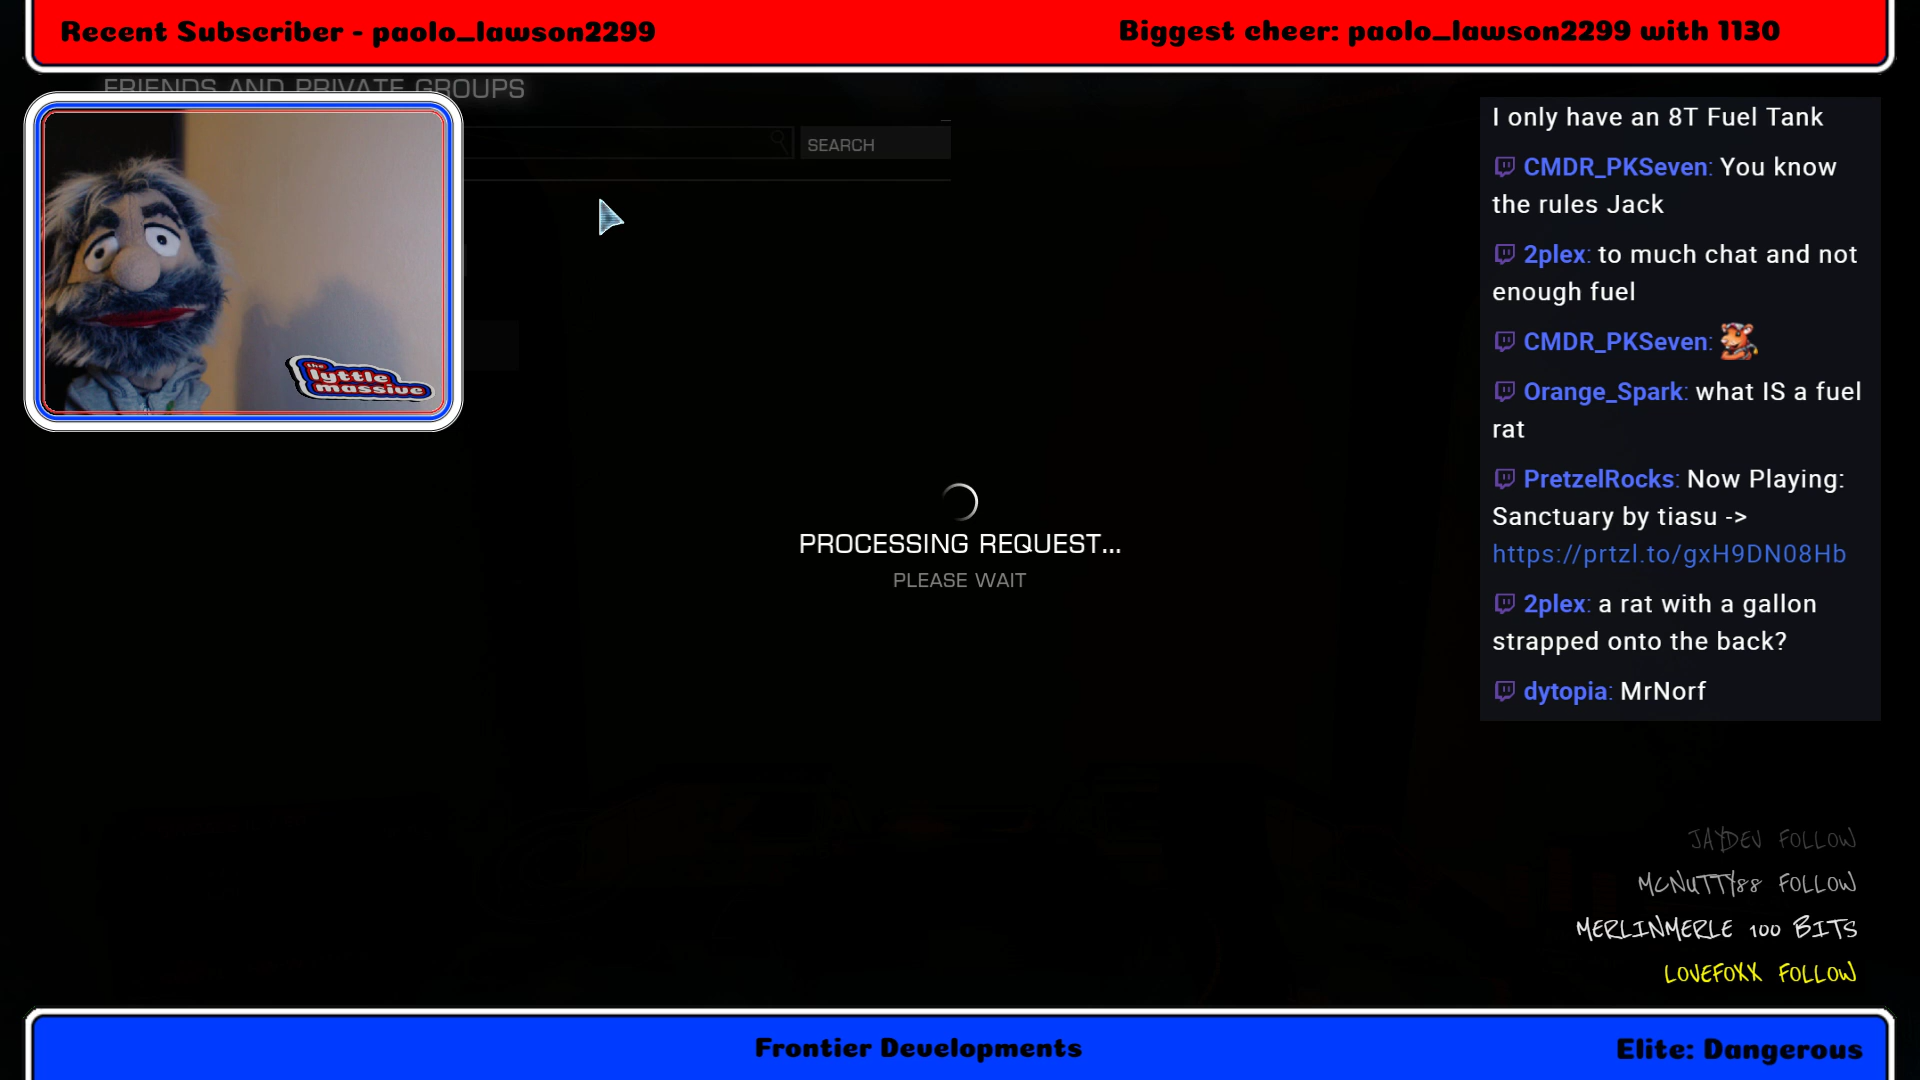 Recent Subscriber - paolo_lawson2299
Biggest cheer: paolo_lawson2299 with 1130
FRIENDS AND PRIVATE GROUPS
SEARCH
the
lyttle
massive
PROCESSING REQUEST...
PLEASE WAIT
I only have an 8T Fuel Tank
CMDR_PKSeven: You know
the rules Jack
2plex: to much chat and not
enough fuel
CMDR_PKSeven:
Orange_Spark: what IS a fuel
rat
PretzelRocks: Now Playing:
Sanctuary by tiasu ->
https://prtzl.to/gxH9DN08Hb
2plex: a rat with a gallon
strapped onto the back?
dytopia: MrNorf
JAYDEV FOLLOW
MCNUTTY88 FOLLOW
MERLINMERLE 100 BITS
LOVEFOXX FOLLOW
Frontier Developments
Elite: Dangerous